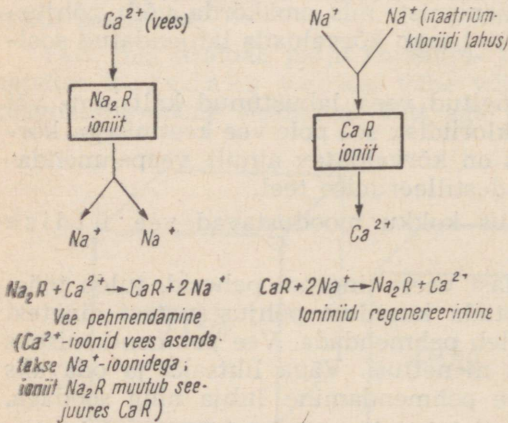 Ca²⁺ (vees)
Na₂R
ioniit
Na⁺ Na⁺
Na₂R + Ca²⁺ → CaR + 2Na⁺
Vee pehmendamine
(Ca²⁺-ioonid vees asenda-
takse Na⁺-ioonidega;
ioniit Na₂R muutub see-
juures CaR)
Na⁺ Na⁺ (naatrium-
kloriidi lahus)
CaR
ioniit
Ca²⁺
CaR + 2Na⁺ → Na₂R + Ca²⁺
Ioniniidi regenereerimine